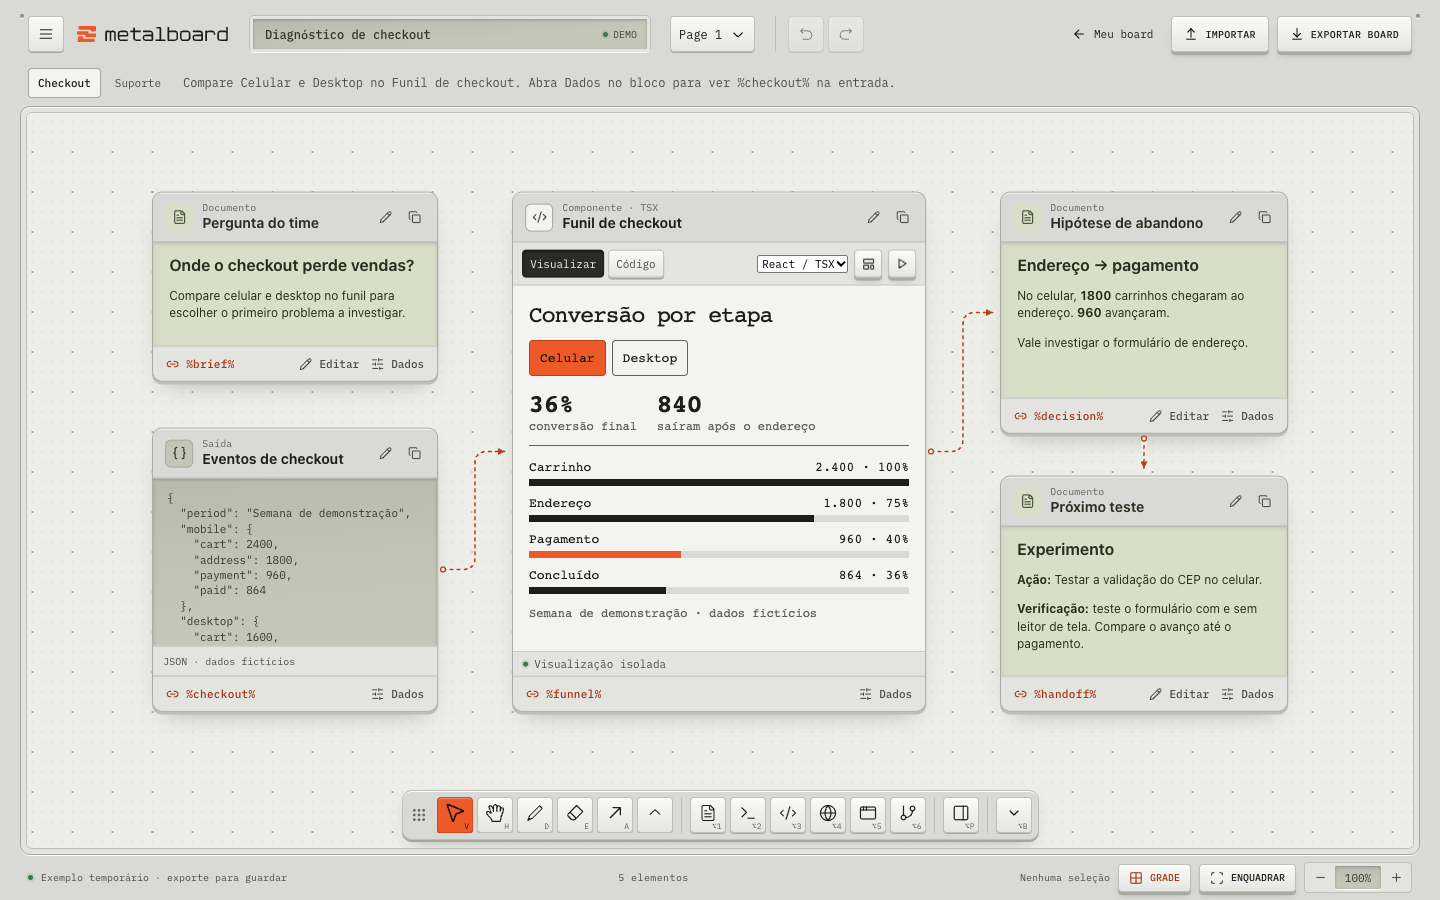 metalboard
Diagnóstico de checkout
DEMO
Page 1
Meu board
IMPORTAR
EXPORTAR BOARD
Checkout
Suporte
Compare Celular e Desktop no Funil de checkout. Abra Dados no bloco para ver %checkout% na entrada.
Documento
Pergunta do time
Onde o checkout perde vendas?
Compare celular e desktop no funil para
escolher o primeiro problema a investigar.
%brief%
Editar
Dados
Saída
Eventos de checkout
{
"period": "Semana de demonstração",
"mobile": {
"cart": 2400,
"address": 1800,
"payment": 960,
"paid": 864
},
"desktop": {
"cart": 1600,
JSON · dados fictícios
%checkout%
Dados
Componente · TSX
Funil de checkout
Visualizar
Código
React / TSX
Conversão por etapa
Celular
Desktop
36%
conversão final
840
saíram após o endereço
Carrinho 2.400 · 100%
Endereço 1.800 · 75%
Pagamento 960 · 40%
Concluído 864 · 36%
Semana de demonstração · dados fictícios
Visualização isolada
%funnel%
Dados
Documento
Hipótese de abandono
Endereço → pagamento
No celular, 1800 carrinhos chegaram ao
endereço. 960 avançaram.
Vale investigar o formulário de endereço.
%decision%
Editar
Dados
Documento
Próximo teste
Experimento
Ação: Testar a validação do CEP no celular.
Verificação: teste o formulário com e sem
leitor de tela. Compare o avanço até o
pagamento.
%handoff%
Editar
Dados
V
H
D
E
A
⌥1
⌥2
⌥3
⌥4
⌥5
⌥6
⌥P
⌥B
Exemplo temporário · exporte para guardar
5 elementos
Nenhuma seleção
GRADE
ENQUADRAR
− 100% +